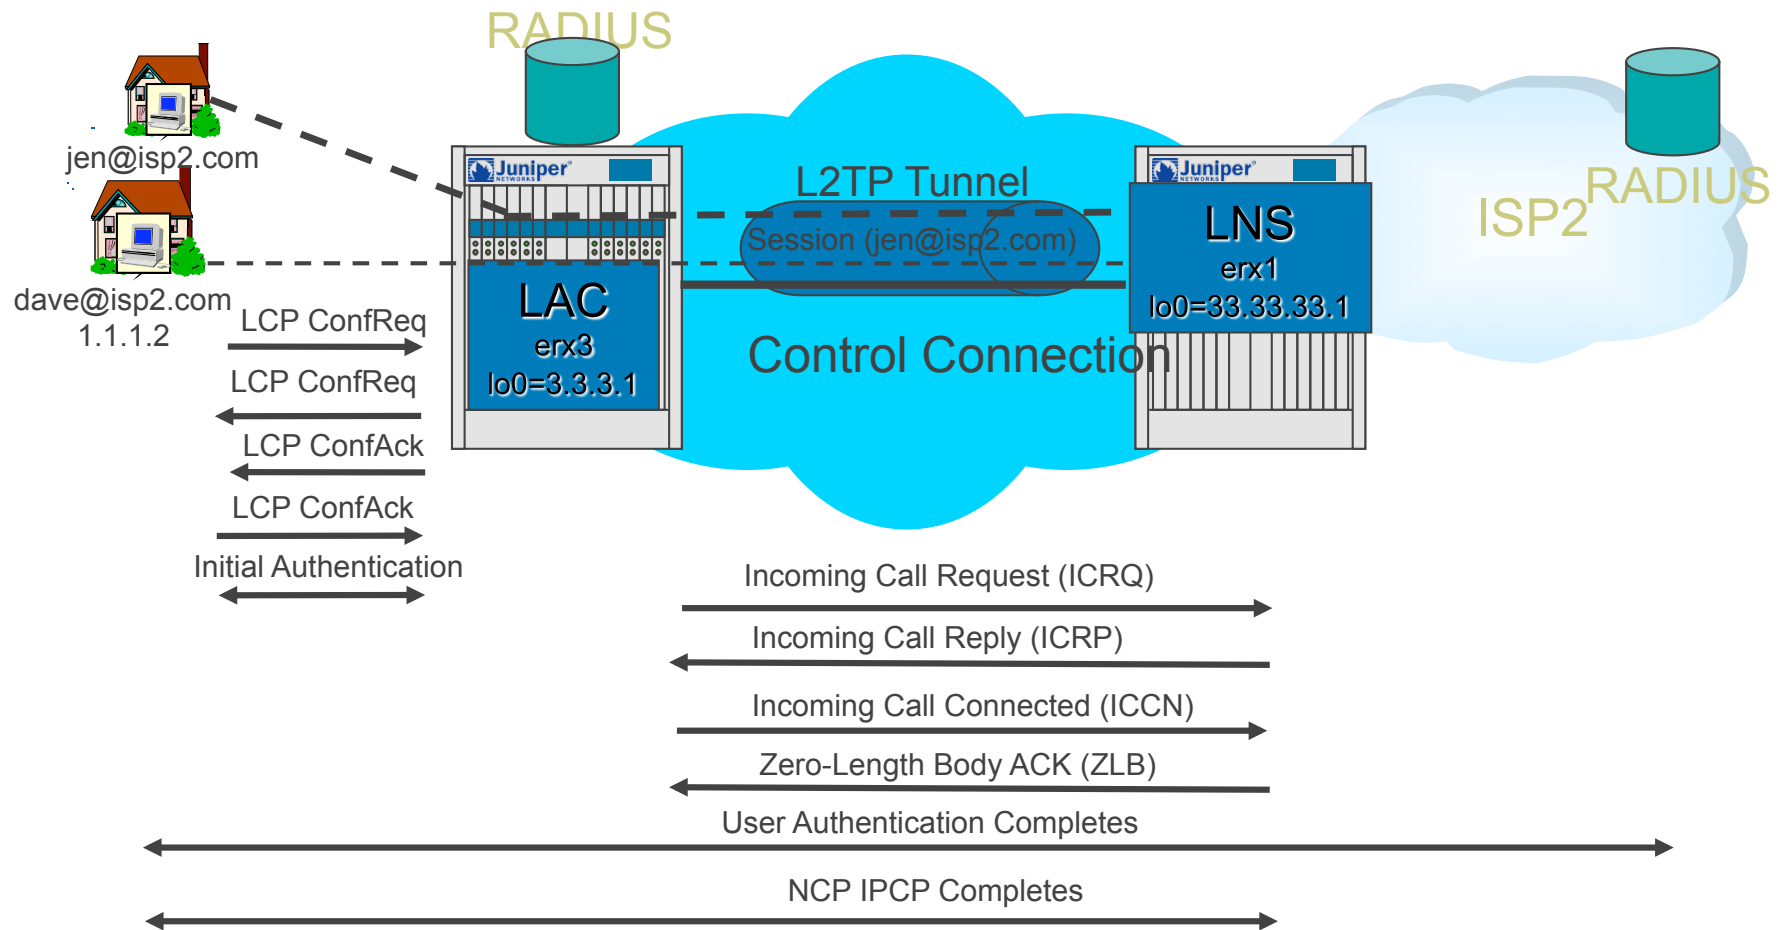 RADIUS
jen@isp2.com
Juniper®
NETWORKS
Juniper®
NETWORKS
L2TP Tunnel
RADIUS
ISP2
Session (jen@isp2.com)
LNS
erx1
lo0=33.33.33.1
dave@isp2.com
1.1.1.2
LAC
erx3
lo0=3.3.3.1
Control Connection
LCP ConfReq
LCP ConfReq
LCP ConfAck
LCP ConfAck
Initial Authentication
Incoming Call Request (ICRQ)
Incoming Call Reply (ICRP)
Incoming Call Connected (ICCN)
Zero-Length Body ACK (ZLB)
User Authentication Completes
NCP IPCP Completes